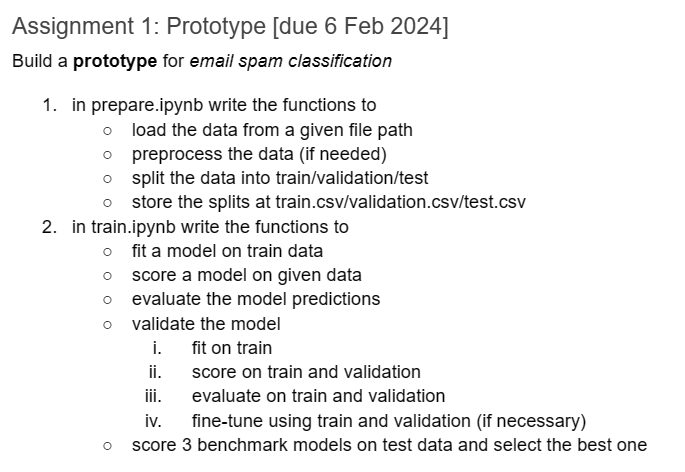 Assignment 1: Prototype [due 6 Feb 2024]
Build a prototype for email spam classification
1. in prepare.ipynb write the functions to
○ load the data from a given file path
○ preprocess the data (if needed)
○ split the data into train/validation/test
○ store the splits at train.csv/validation.csv/test.csv
2. in train.ipynb write the functions to
○ fit a model on train data
○ score a model on given data
○ evaluate the model predictions
○ validate the model
i. fit on train
ii. score on train and validation
iii. evaluate on train and validation
iv. fine-tune using train and validation (if necessary)
○ score 3 benchmark models on test data and select the best one